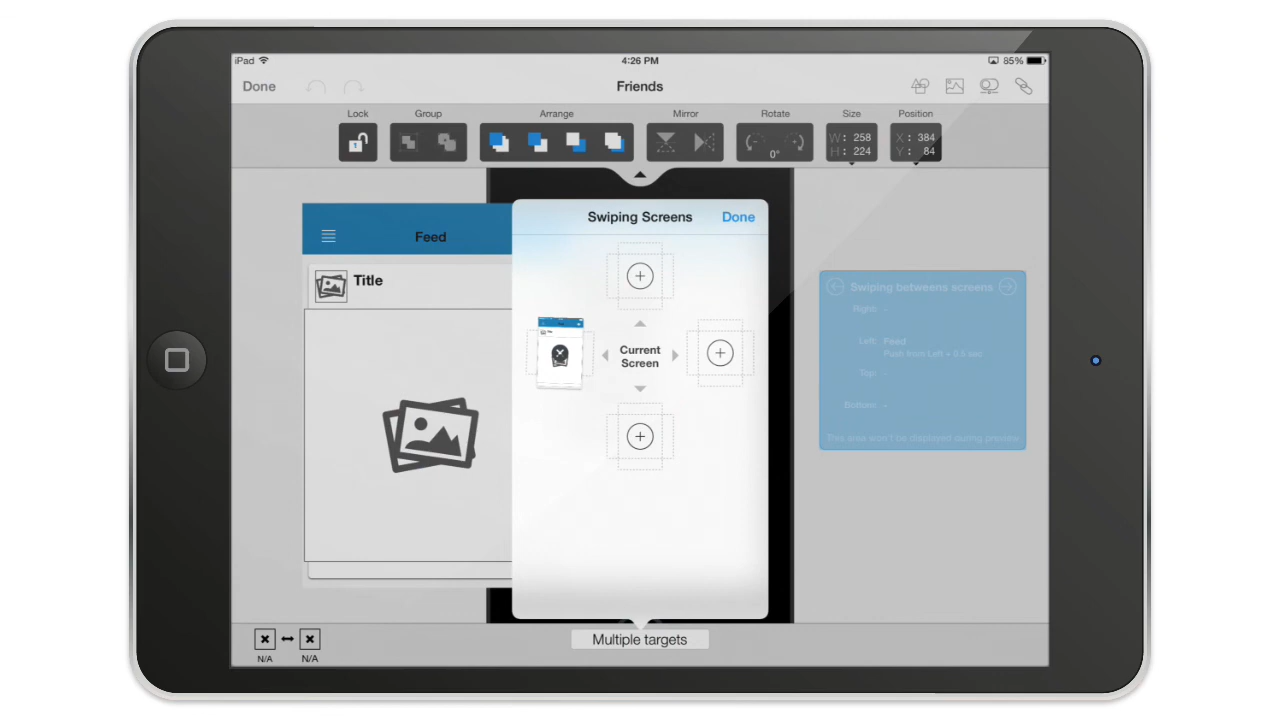 iPad
4:26 PM
85%
Done
Friends
Lock
Group
Arrange
Mirror
Rotate
Size
Position
1
0°
W: 258
H: 224
X: 384
Y: 84
Feed
Title
Swiping Screens
Done
Current
Screen
Swiping betweens screens
Right: -
Left: Feed
Push from Left • 0.5 sec
Top: -
Bottom: -
This area won't be displayed during preview
N/A
N/A
Multiple targets